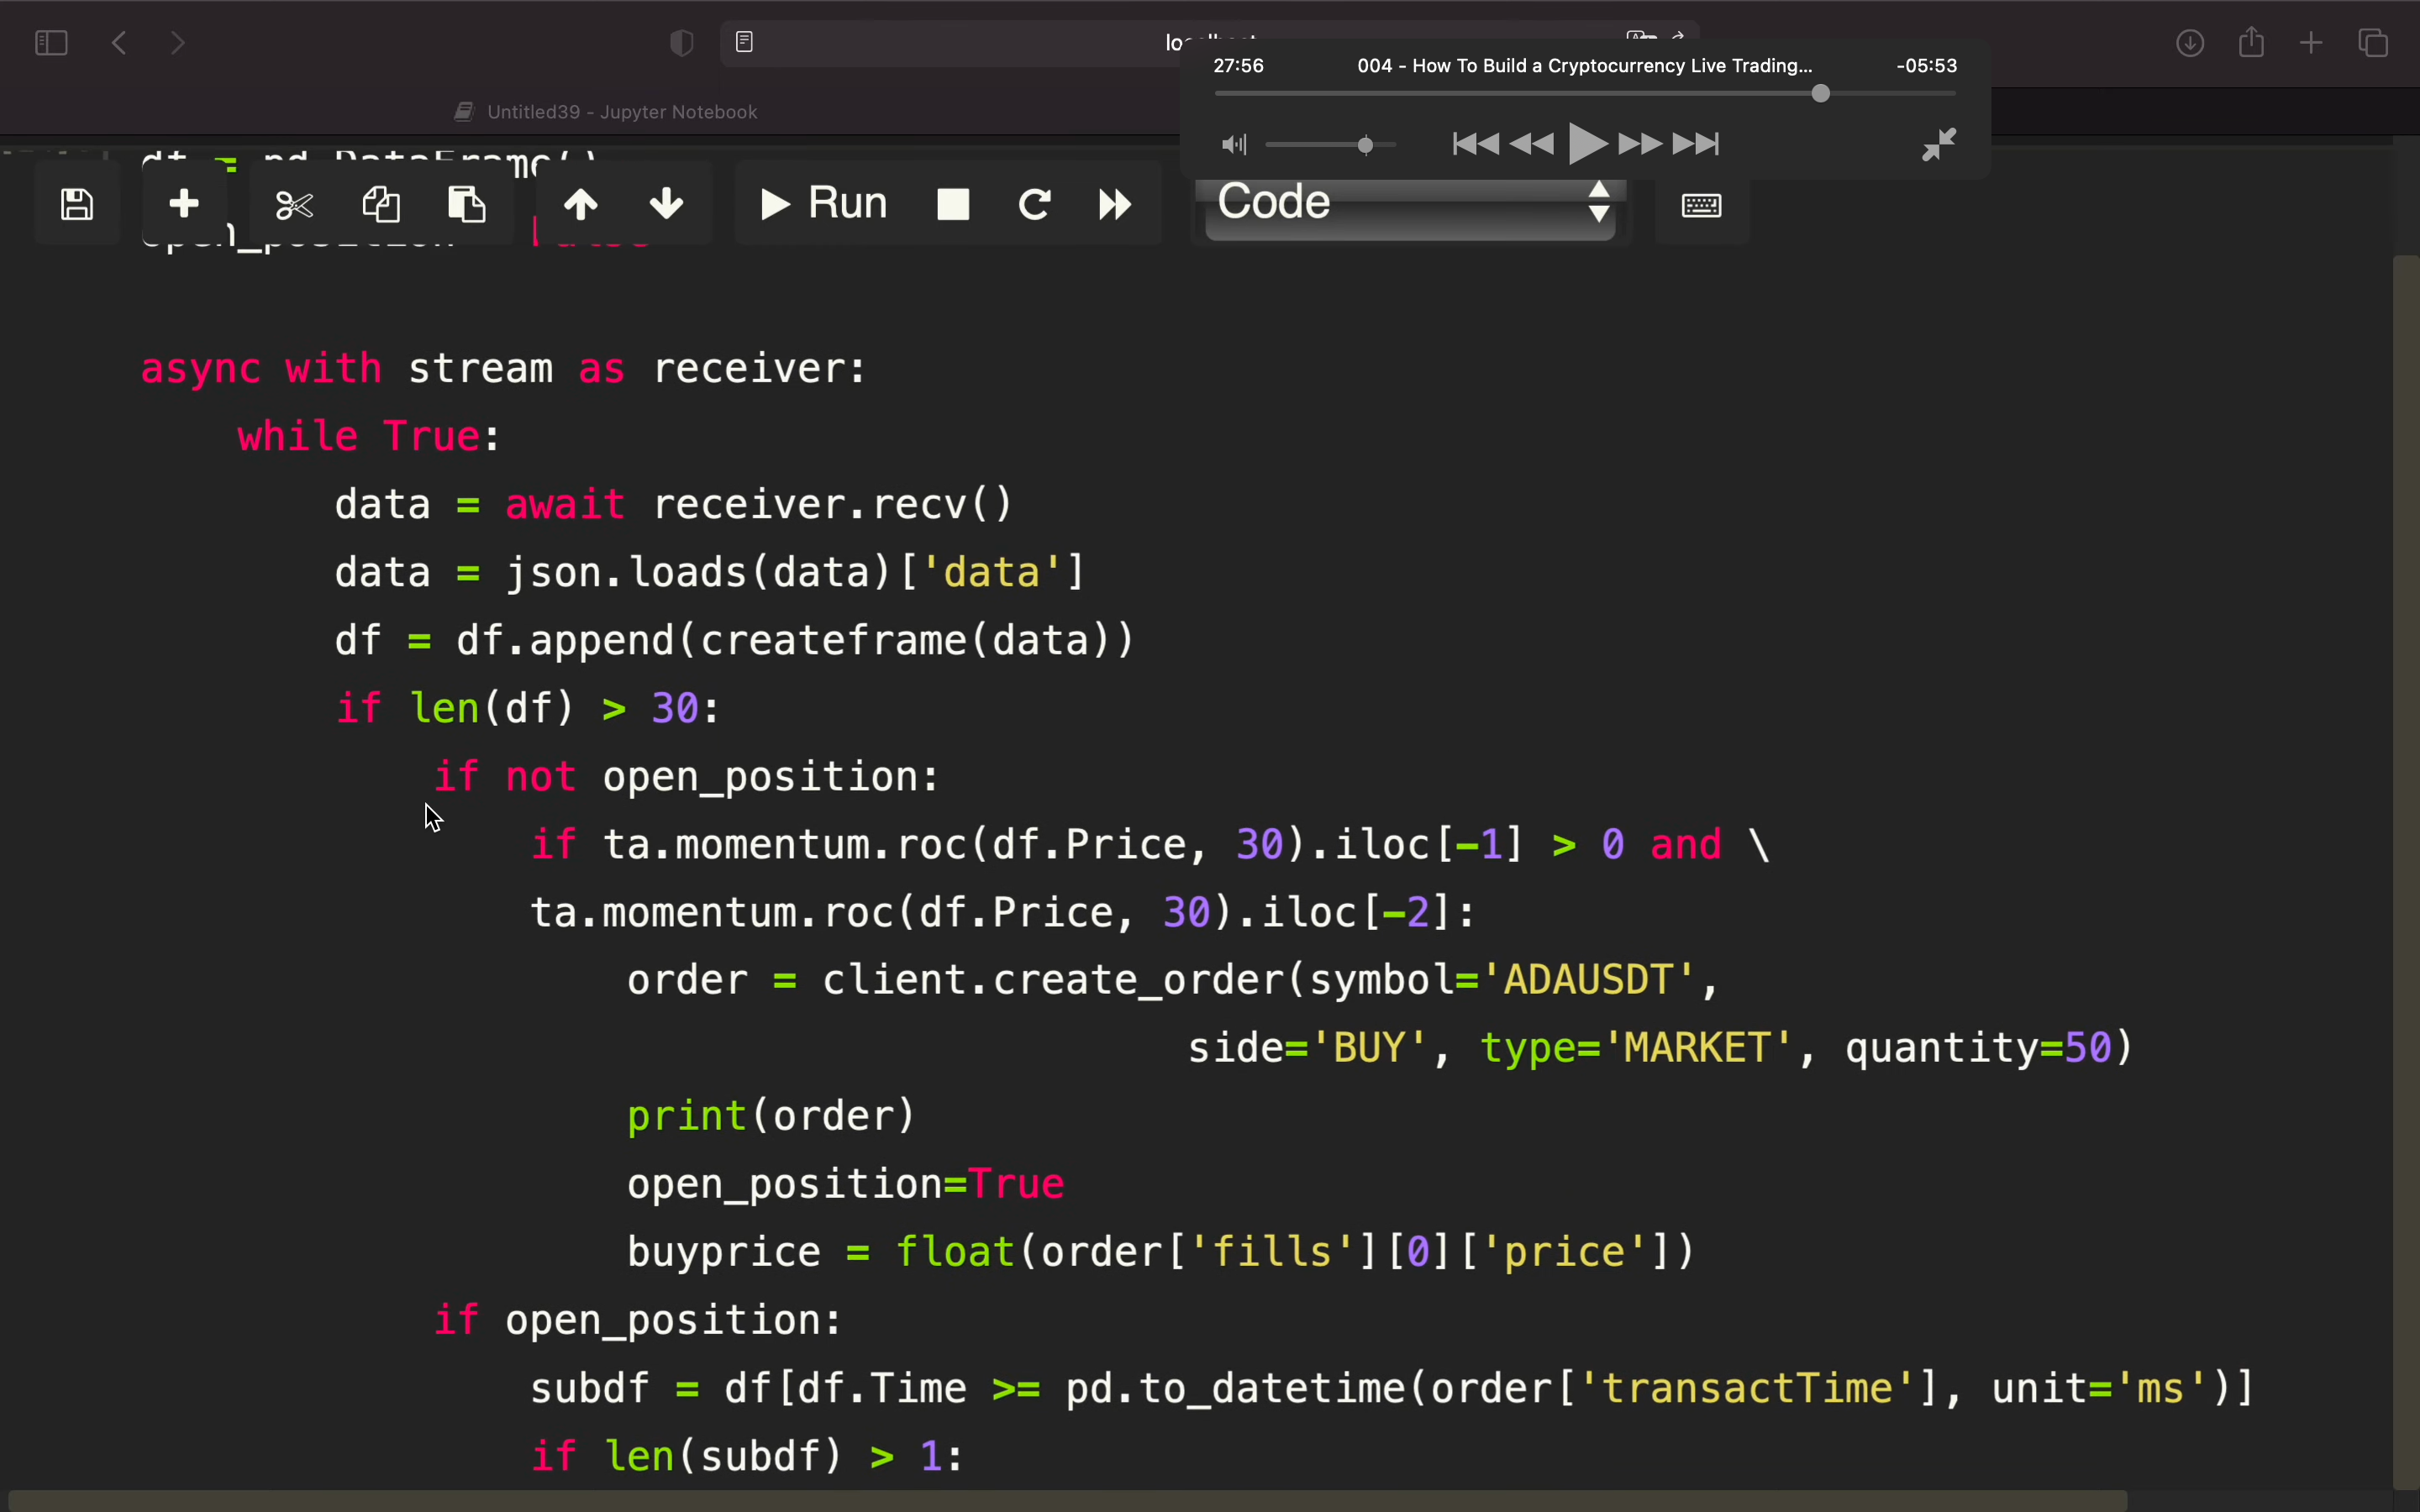 27:56 004 - How To Build a Cryptocurrency Live Trading... -05:53
Untitled39 - Jupyter Notebook
Run Code
async with stream as receiver:
while True:
data = await receiver.recv()
data = json.loads(data)['data']
df = df.append(createframe(data))
if len(df) > 30:
if not open_position:
if ta.momentum.roc(df.Price, 30).iloc[-1] > 0 and \
ta.momentum.roc(df.Price, 30).iloc[-2]:
order = client.create_order(symbol='ADAUSDT',
side='BUY', type='MARKET', quantity=50)
print(order)
open_position=True
buyprice = float(order['fills'][0]['price'])
if open_position:
subdf = df[df.Time >= pd.to_datetime(order['transactTime'], unit='ms')]
if len(subdf) > 1: